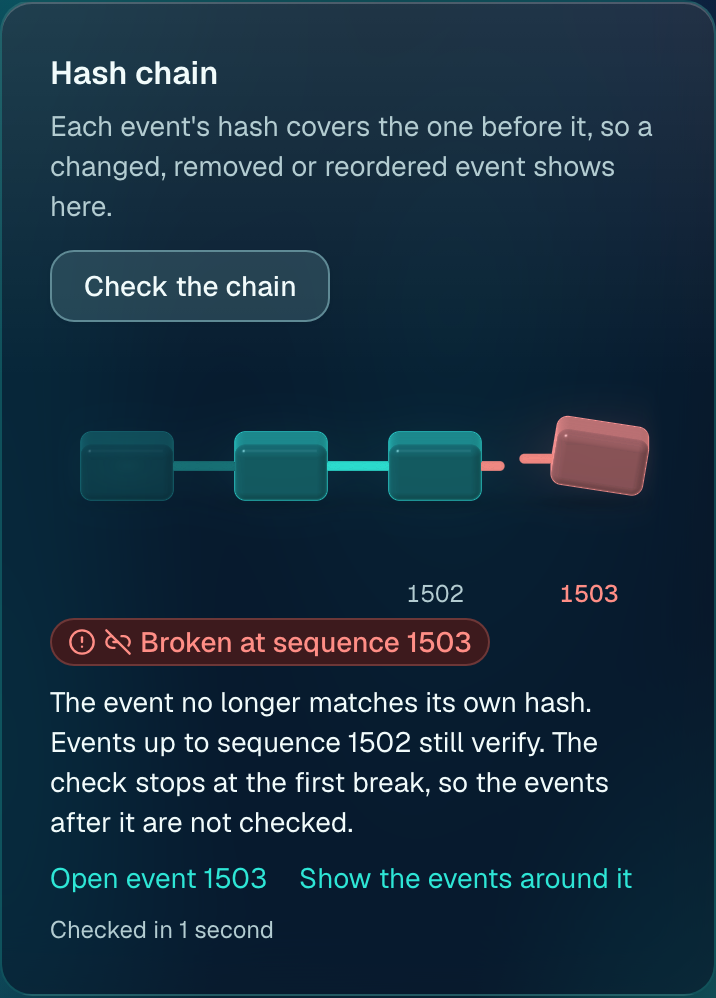 Hash chain
Each event's hash covers the one before it, so a
changed, removed or reordered event shows
here.
Check the chain
1502 1503
Broken at sequence 1503
The event no longer matches its own hash.
Events up to sequence 1502 still verify. The
check stops at the first break, so the events
after it are not checked.
Open event 1503 Show the events around it
Checked in 1 second